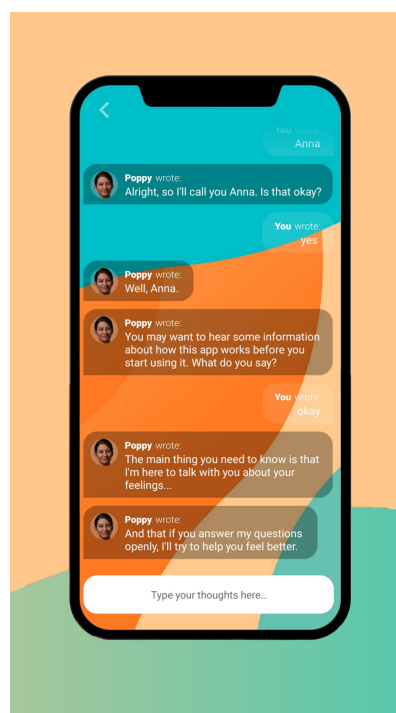 You wrote:
Anna
Poppy wrote:
Alright, so I'll call you Anna. Is that okay?
You wrote:
yes
Poppy wrote:
Well, Anna.
Poppy wrote:
You may want to hear some information
about how this app works before you
start using it. What do you say?
You wrote:
okay
Poppy wrote:
The main thing you need to know is that
I'm here to talk with you about your
feelings...
Poppy wrote:
And that if you answer my questions
openly, I'll try to help you feel better.
Type your thoughts here...